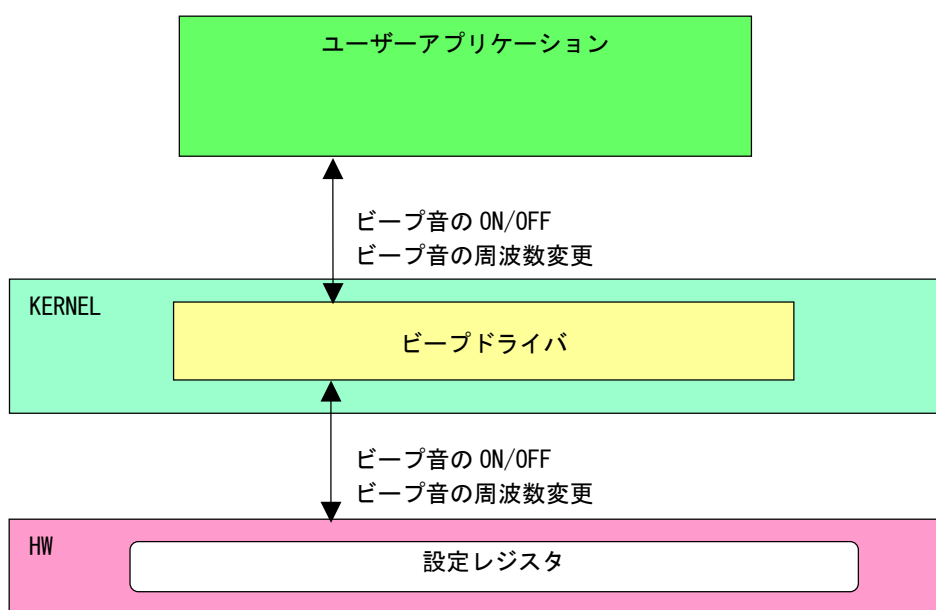 ユーザーアプリケーション
ビープ音の ON/OFF
ビープ音の周波数変更
KERNEL
ビープドライバ
ビープ音の ON/OFF
ビープ音の周波数変更
HW
設定レジスタ